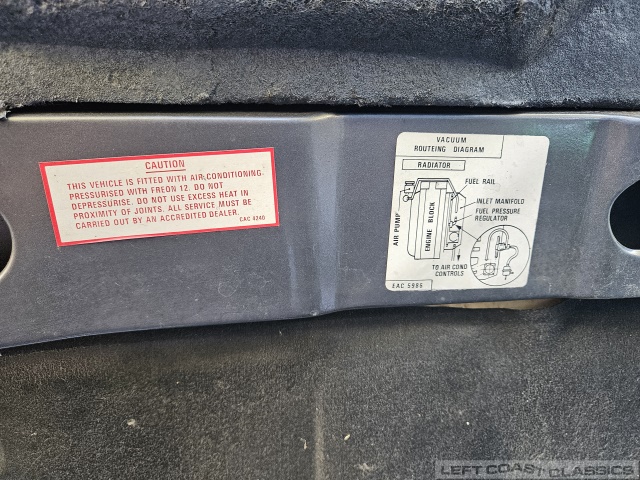 CAUTION
THIS VEHICLE IS FITTED WITH AIR-CONDITIONING
PRESSURISED WITH FREON 12. DO NOT
DEPRESSURISE. DO NOT USE EXCESS HEAT IN
PROXIMITY OF JOINTS. ALL SERVICE MUST BE
CARRIED OUT BY AN ACCREDITED DEALER.
CAC 4240
VACUUM
ROUTEING DIAGRAM
RADIATOR
FUEL RAIL
INLET MANIFOLD
FUEL PRESSURE
REGULATOR
AIR PUMP
ENGINE BLOCK
TO AIR COND
CONTROLS
EAC 5986
LEFT COAST CLASSICS